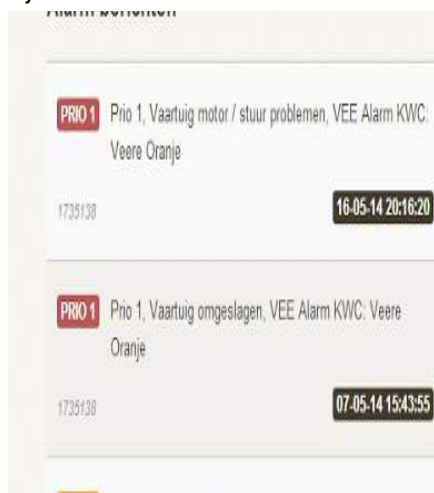 Alarm berichten
PRIO 1 Prio 1, Vaartuig motor / stuur problemen, VEE Alarm KWC:
Veere Oranje
1735138 16-05-14 20:16:20
PRIO 1 Prio 1, Vaartuig omgeslagen, VEE Alarm KWC: Veere
Oranje
1735138 07-05-14 15:43:55